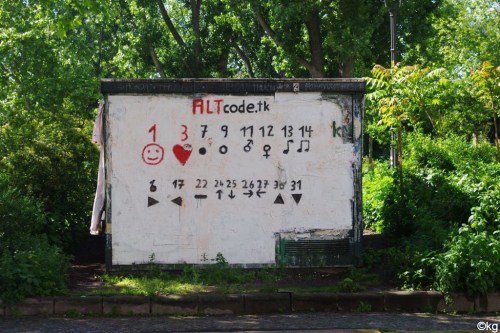 ALTcode.tk
1 3 7 9 11 12 13 14
☺ ♥ • ○ ♂ ♀ ♪ ♫
17 22 24 25 26 27 30 31
► ◄ ▬ ↑ ↓ → ← ▲ ▼
©kg